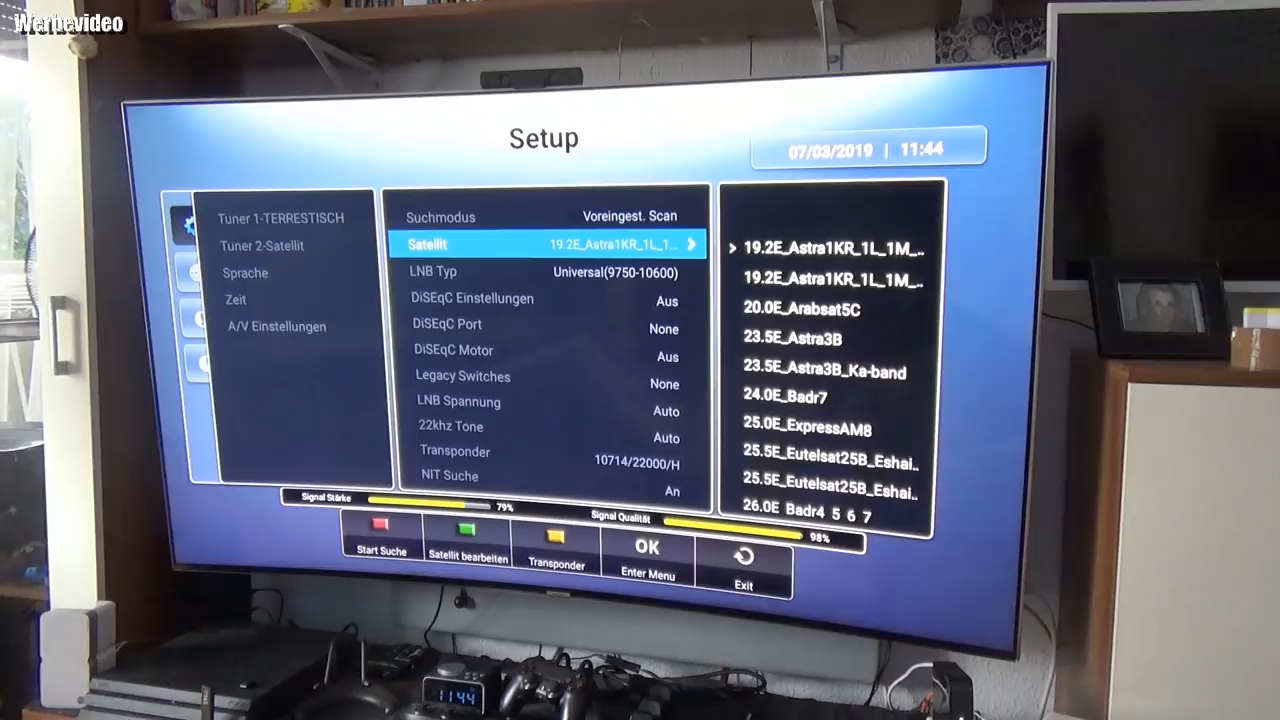 Werbevideo
Setup
07/03/2019 | 11:44
Tuner 1-TERRESTISCH
Tuner 2-Satellit
Sprache
Zeit
A/V Einstellungen
Suchmodus Voreingest. Scan
Satellit 19.2E_Astra1KR_1L_1...
LNB Typ Universal(9750-10600)
DiSEqC Einstellungen Aus
DiSEqC Port None
DiSEqC Motor Aus
Legacy Switches None
LNB Spannung Auto
22khz Tone Auto
Transponder 10714/22000/H
NIT Suche An
19.2E_Astra1KR_1L_1M_..
19.2E_Astra1KR_1L_1M_..
20.0E_Arabsat5C
23.5E_Astra3B
23.5E_Astra3B_Ka-band
24.0E_Badr7
25.0E_ExpressAM8
25.5E_Eutelsat25B_Eshai..
25.5E_Eutelsat25B_Eshai..
26.0E Badr4 5 6 7
Signal Stärke 79%
Signal Qualität 98%
Start Suche
Satellit bearbeiten
Transponder
OK
Enter Menu
Exit
11:44